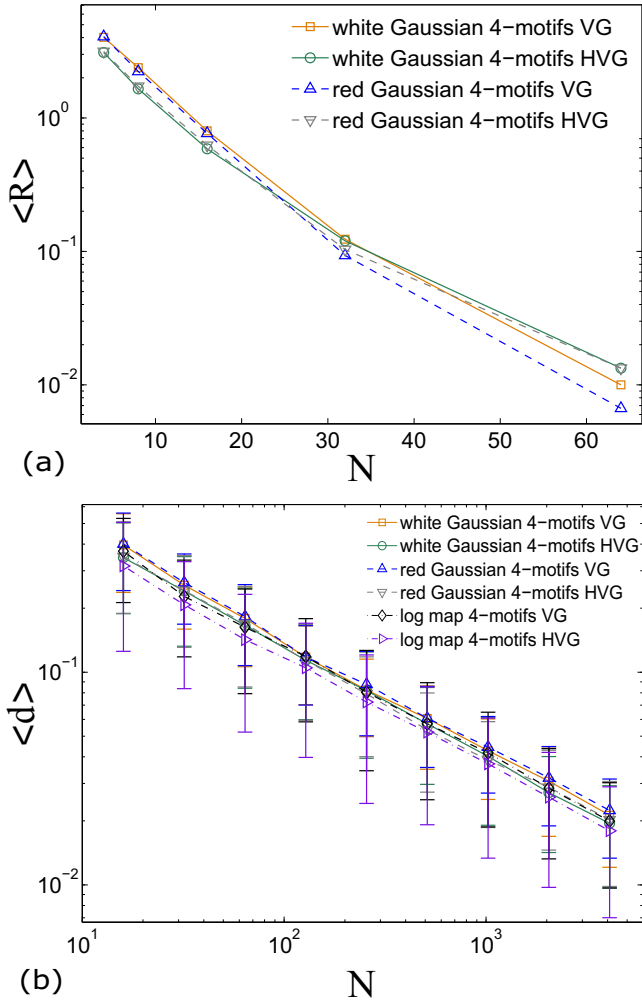 white Gaussian 4−motifs VG
white Gaussian 4−motifs HVG
red Gaussian 4−motifs VG
red Gaussian 4−motifs HVG
10^0
10^{-1}
10^{-2}
<R>
10 20 30 40 50 60
N
(a)
white Gaussian 4−motifs VG
white Gaussian 4−motifs HVG
red Gaussian 4−motifs VG
red Gaussian 4−motifs HVG
log map 4−motifs VG
log map 4−motifs HVG
10^{-1}
10^{-2}
<d>
10^1 10^2 10^3
N
(b)